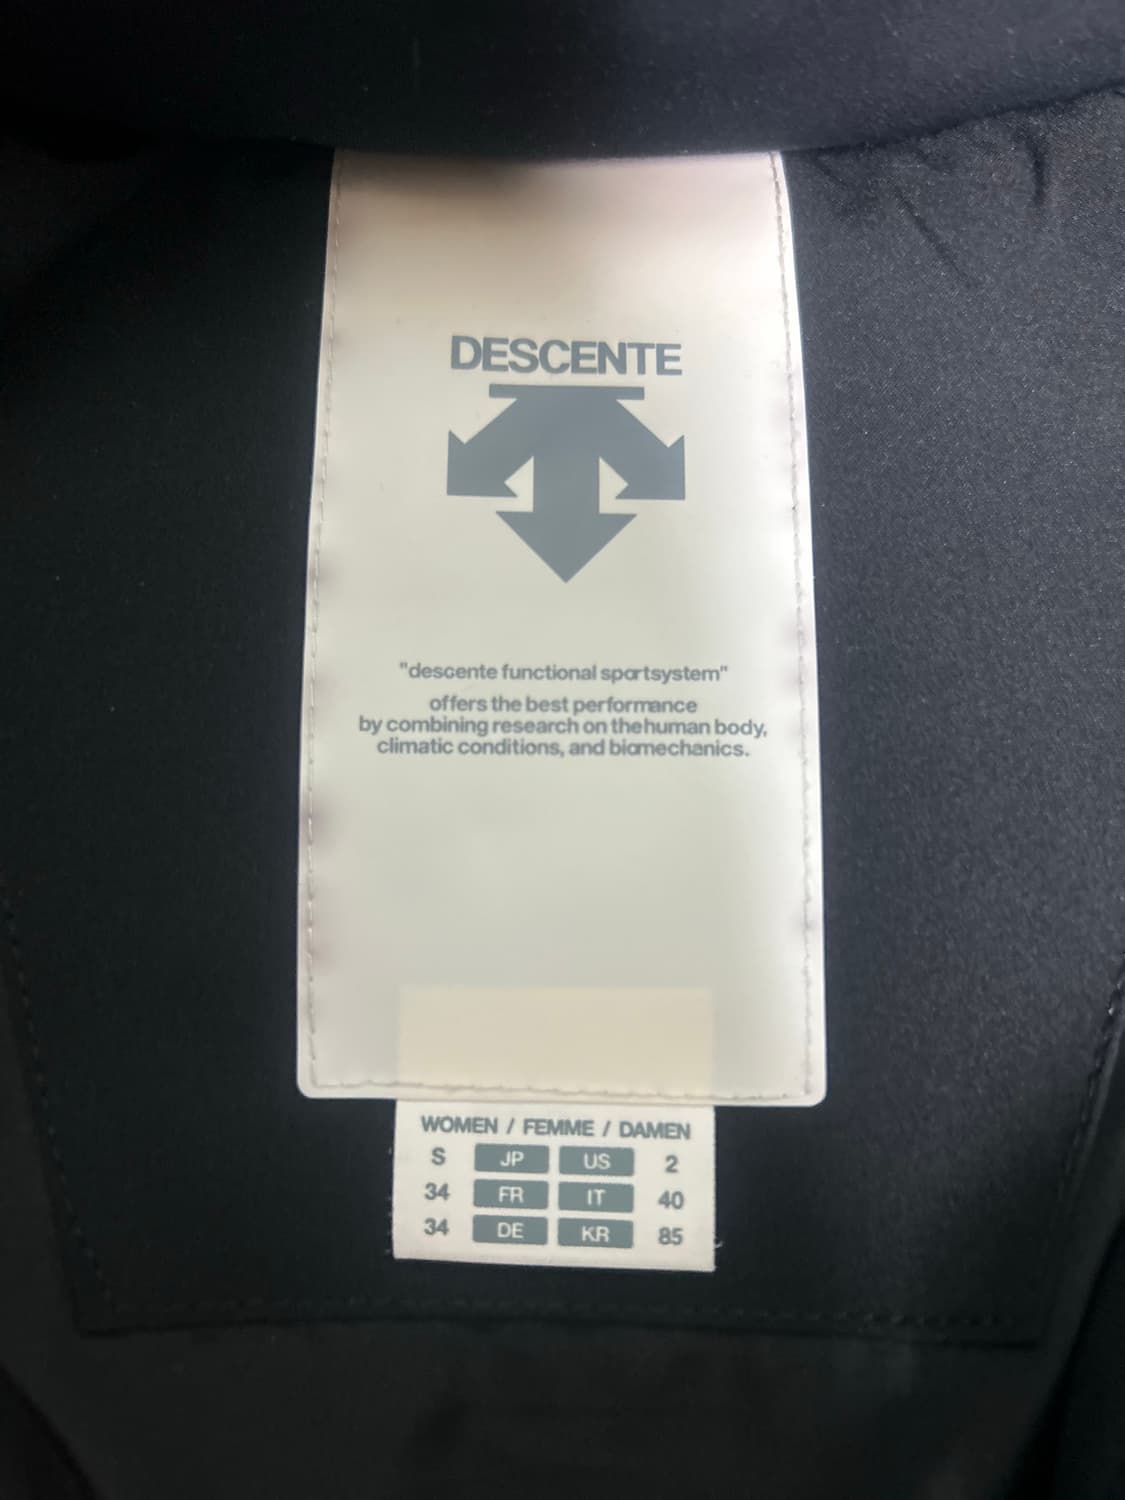 DESCENTE
"descente functional sportsystem"
offers the best performance
by combining research on thehuman body,
climatic conditions, and biomechanics.
WOMEN / FEMME / DAMEN
S JP US 2
34 FR IT 40
34 DE KR 85